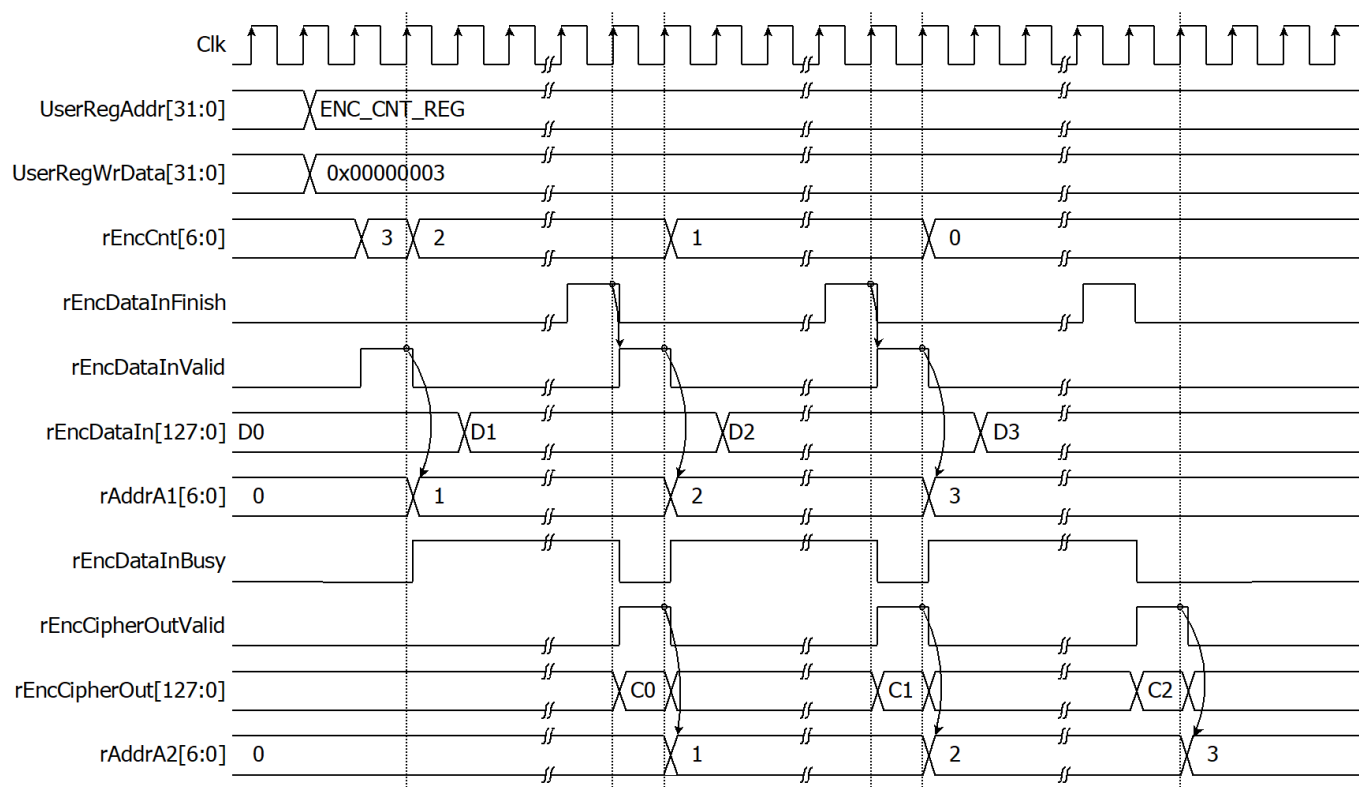 Clk
UserRegAddr[31:0] ENC_CNT_REG
UserRegWrData[31:0] 0x00000003
rEncCnt[6:0] 3 2 1 0
rEncDataInFinish
rEncDataInValid
rEncDataIn[127:0] D0 D1 D2 D3
rAddrA1[6:0] 0 1 2 3
rEncDataInBusy
rEncCipherOutValid
rEncCipherOut[127:0] C0 C1 C2
rAddrA2[6:0] 0 1 2 3